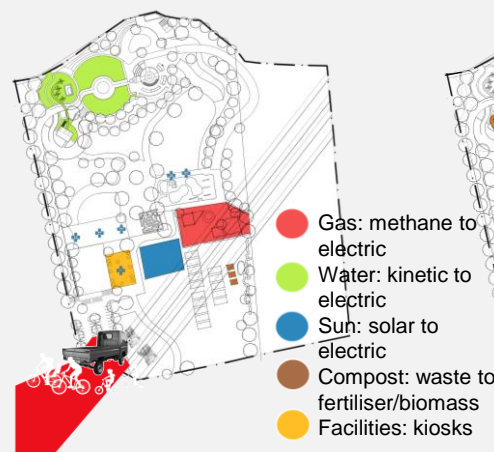 Gas: methane to
electric
Water: kinetic to
electric
Sun: solar to
electric
Compost: waste to
fertiliser/biomass
Facilities: kiosks